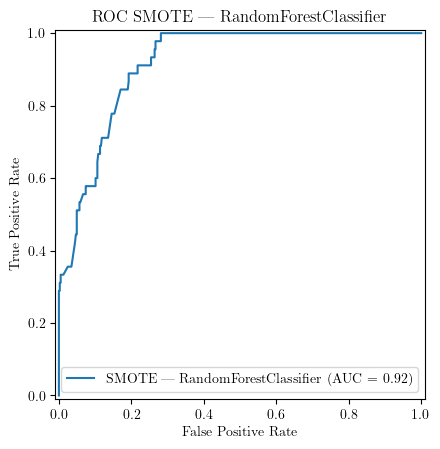 ROC SMOTE — RandomForestClassifier
1.0
0.8
0.6
0.4
0.2
0.0
True Positive Rate
SMOTE — RandomForestClassifier (AUC = 0.92)
0.0 0.2 0.4 0.6 0.8 1.0
False Positive Rate